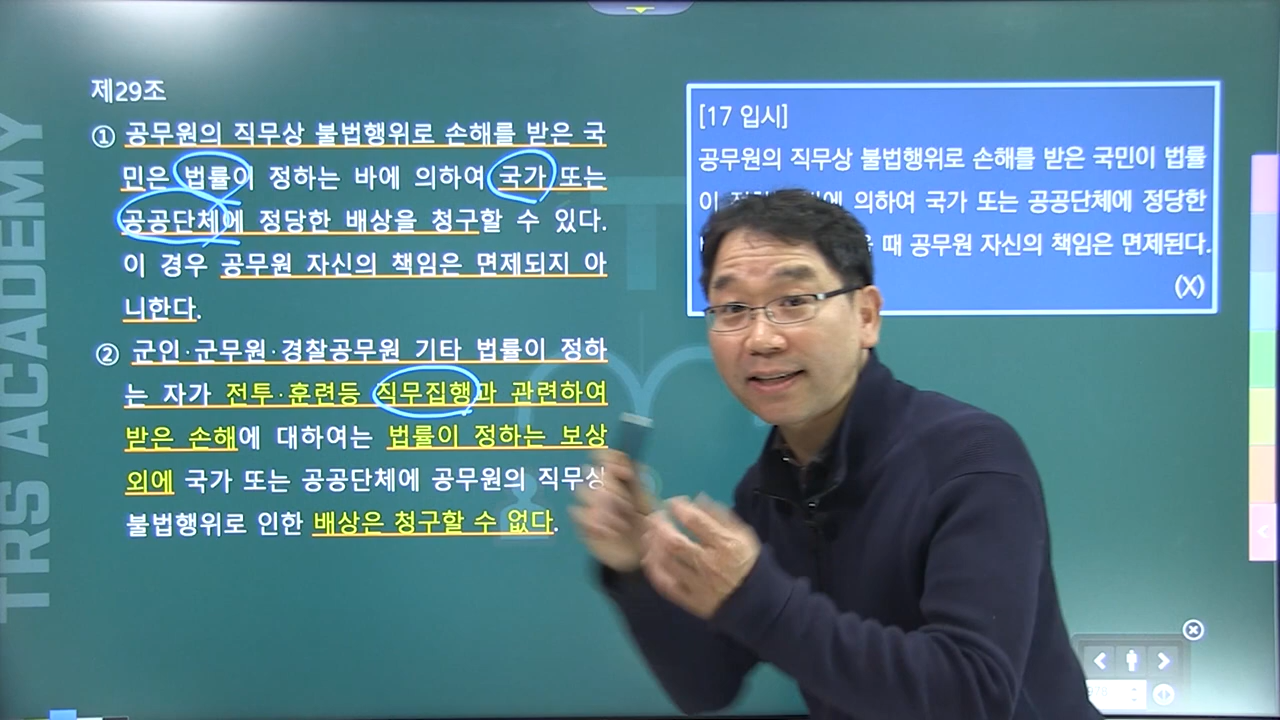 TRS ACADEMY
제29조
① 공무원의 직무상 불법행위로 손해를 받은 국
민은 법률이 정하는 바에 의하여 국가 또는
공공단체에 정당한 배상을 청구할 수 있다.
이 경우 공무원 자신의 책임은 면제되지 아
니한다.
② 군인·군무원·경찰공무원 기타 법률이 정하
는 자가 전투·훈련등 직무집행과 관련하여
받은 손해에 대하여는 법률이 정하는 보상
외에 국가 또는 공공단체에 공무원의 직무상
불법행위로 인한 배상은 청구할 수 없다.
[17 입시]
공무원의 직무상 불법행위로 손해를 받은 국민이 법률
이 의하여 국가 또는 공공단체에 정당한
때 공무원 자신의 책임은 면제된다.
(X)